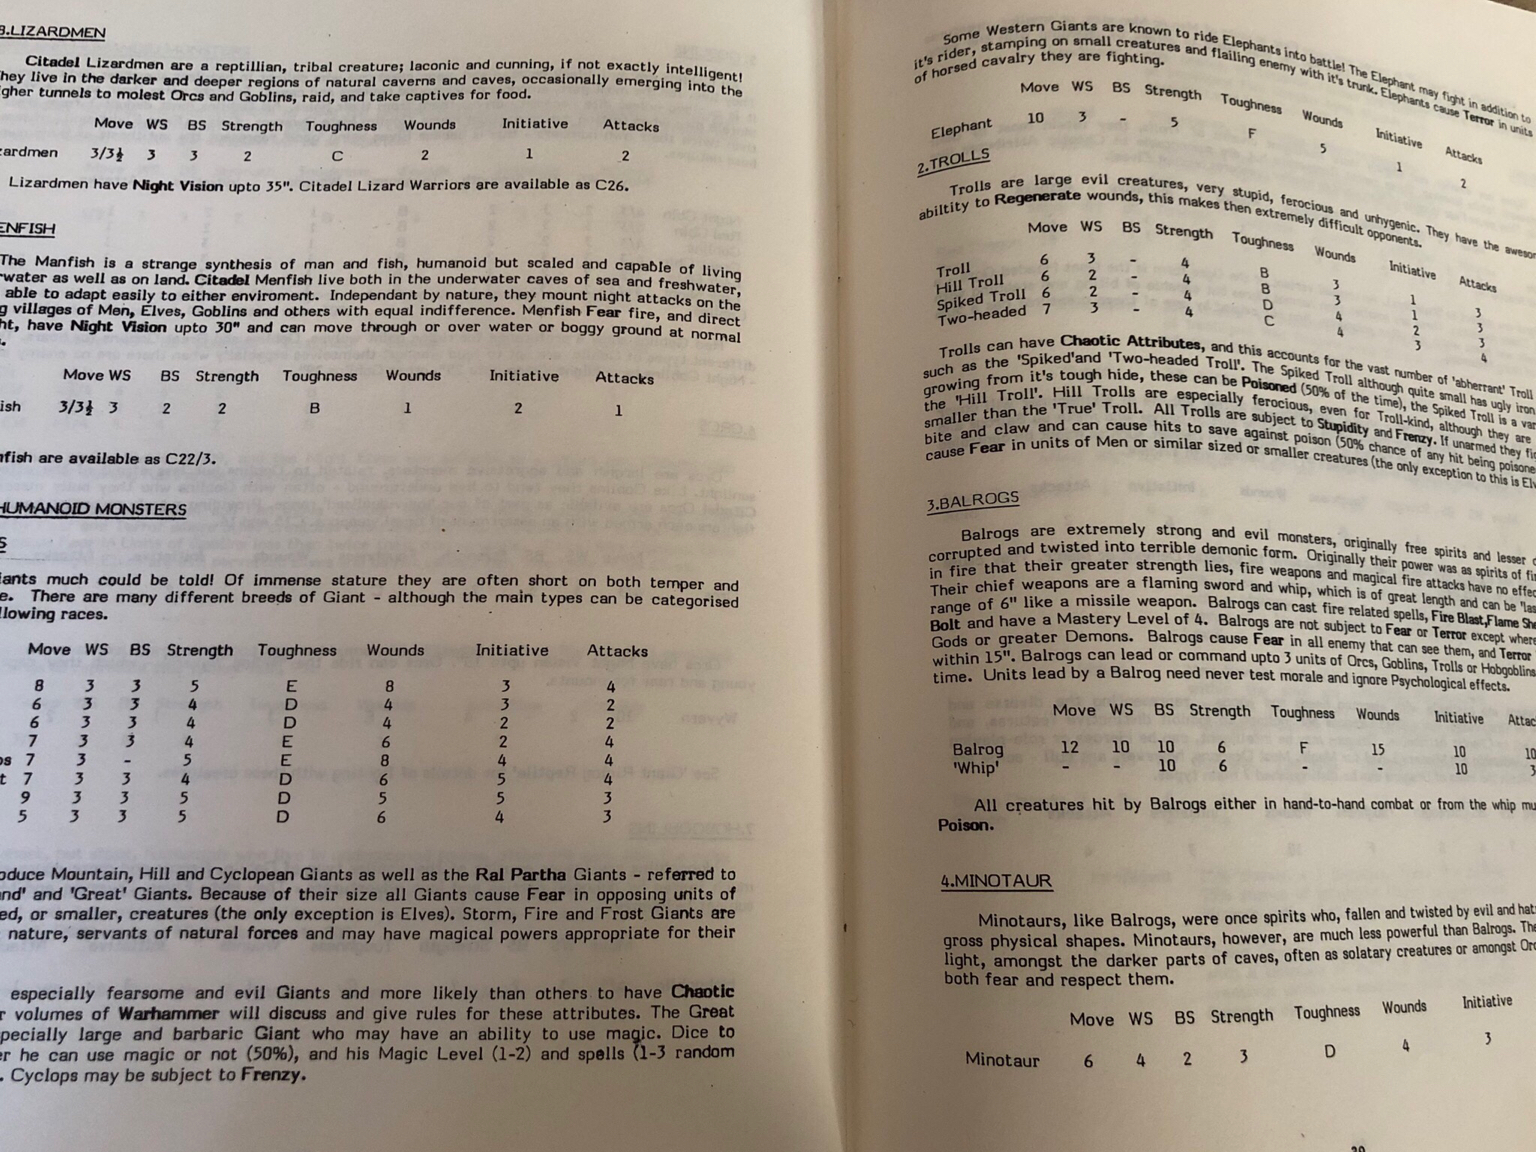 8.LIZARDMEN
Citadel Lizardmen are a reptillian, tribal creature; laconic and cunning, if not exactly intelligent!
hey live in the darker and deeper regions of natural caverns and caves, occasionally emerging into the
gher tunnels to molest Orcs and Goblins, raid, and take captives for food.
Move WS BS Strength Toughness Wounds Initiative Attacks
zardmen 3/3½ 3 3 2 C 2 1 2
Lizardmen have Night Vision upto 35". Citadel Lizard Warriors are available as C26.
ENFISH
The Manfish is a strange synthesis of man and fish, humanoid but scaled and capable of living
rwater as well as on land. Citadel Menfish live both in the underwater caves of sea and freshwater,
able to adapt easily to either enviroment. Independant by nature, they mount night attacks on the
g villages of Men, Elves, Goblins and others with equal indifference. Menfish Fear fire, and direct
ht, have Night Vision upto 30" and can move through or over water or boggy ground at normal
.
Move WS BS Strength Toughness Wounds Initiative Attacks
ish 3/3½ 3 2 2 B 1 2 1
nfish are available as C22/3.
HUMANOID MONSTERS
S
iants much could be told! Of immense stature they are often short on both temper and
e. There are many different breeds of Giant - although the main types can be categorised
llowing races.
Move WS BS Strength Toughness Wounds Initiative Attacks
8 3 3 5 E 8 3 4
6 3 3 4 D 4 3 2
6 3 3 4 D 4 2 2
7 3 3 4 E 6 2 4
os 7 3 - 5 E 8 4 4
t 7 3 3 4 D 6 5 4
9 3 3 5 D 5 5 3
5 3 3 5 D 6 4 3
oduce Mountain, Hill and Cyclopean Giants as well as the Ral Partha Giants - referred to
nd' and 'Great' Giants. Because of their size all Giants cause Fear in opposing units of
ed, or smaller, creatures (the only exception is Elves). Storm, Fire and Frost Giants are
nature, servants of natural forces and may have magical powers appropriate for their
especially fearsome and evil Giants and more likely than others to have Chaotic
r volumes of Warhammer will discuss and give rules for these attributes. The Great
pecially large and barbaric Giant who may have an ability to use magic. Dice to
er he can use magic or not (50%), and his Magic Level (1-2) and spells (1-3 random
. Cyclops may be subject to Frenzy.
Some Western Giants are known to ride Elephants into battle! The Elephant may fight in addition to
it's rider, stamping on small creatures and flailing enemy with it's trunk. Elephants cause Terror in units
of horsed cavalry they are fighting.
Move WS BS Strength Toughness Wounds Initiative Attacks
Elephant 10 3 - 5 F 5 1 2
2.TROLLS
Trolls are large evil creatures, very stupid, ferocious and unhygenic. They have the aweson
abiltity to Regenerate wounds, this makes then extremely difficult opponents.
Move WS BS Strength Toughness Wounds Initiative Attacks
Troll 6 3 - 4 B 3 1 3
Hill Troll 6 2 - 4 B 3 1 3
Spiked Troll 6 2 - 4 D 4 2 3
Two-headed 7 3 - 4 C 4 3 4
Trolls can have Chaotic Attributes, and this accounts for the vast number of 'abherrant' Troll
such as the 'Spiked'and 'Two-headed Troll'. The Spiked Troll although quite small has ugly iron
growing from it's tough hide, these can be Poisoned (50% of the time), the Spiked Troll is a var
the 'Hill Troll'. Hill Trolls are especially ferocious, even for Troll-kind, although they are
smaller than the 'True' Troll. All Trolls are subject to Stupidity and Frenzy. If unarmed they fi
bite and claw and can cause hits to save against poison (50% chance of any hit being poisone
cause Fear in units of Men or similar sized or smaller creatures (the only exception to this is Elv
3.BALROGS
Balrogs are extremely strong and evil monsters, originally free spirits and lesser
corrupted and twisted into terrible demonic form. Originally their power was as spirits of fi
in fire that their greater strength lies, fire weapons and magical fire attacks have no effec
Their chief weapons are a flaming sword and whip, which is of great length and can be "las
range of 6" like a missile weapon. Balrogs can cast fire related spells, Fire Blast,Flame She
Bolt and have a Mastery Level of 4. Balrogs are not subject to Fear or Terror except where
Gods or greater Demons. Balrogs cause Fear in all enemy that can see them, and Terror
within 15". Balrogs can lead or command upto 3 units of Orcs, Goblins, Trolls or Hobgoblins
time. Units lead by a Balrog need never test morale and ignore Psychological effects.
Move WS BS Strength Toughness Wounds Initiative Attac
Balrog 12 10 10 6 F 15 10 10
'Whip' - - 10 6 - - 10 3
All creatures hit by Balrogs either in hand-to-hand combat or from the whip mu
Poison.
4.MINOTAUR
Minotaurs, like Balrogs, were once spirits who, fallen and twisted by evil and hat
gross physical shapes. Minotaurs, however, are much less powerful than Balrogs. The
light, amongst the darker parts of caves, often as solatary creatures or amongst Orc
both fear and respect them.
Move WS BS Strength Toughness Wounds Initiative
Minotaur 6 4 2 3 D 4 3